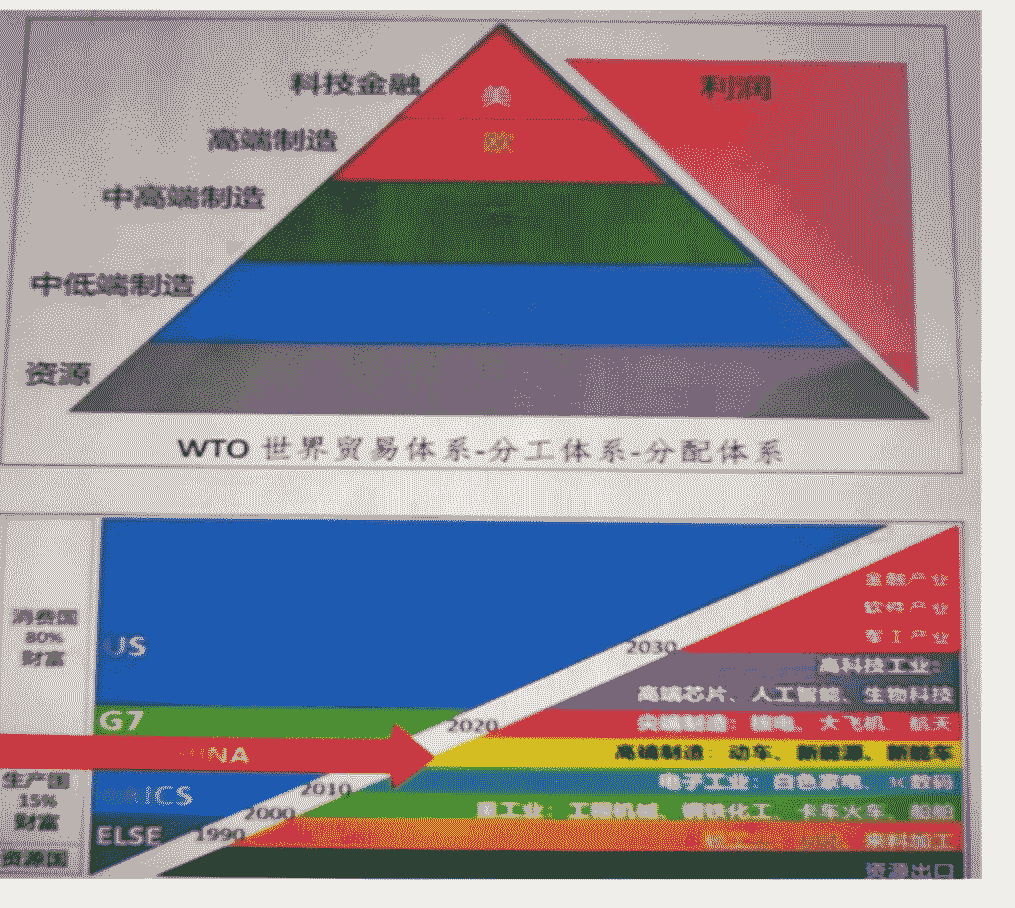 科技金融
美
利润
高端制造
欧
中高端制造
中低端制造
资源
WTO 世界贸易体系-分工体系-分配体系
消费国
80%
财富
US
G7
生产国
15%
财富
资源国
ELSE
1990
2000
2010
2020
2030
金融产业
软件产业
军工产业
高科技工业:
高端芯片、人工智能、生物科技
尖端制造:核电、大飞机、航天
高端制造:动车、新能源、新能车
电子工业:白色家电、数码
工业:工程机械、钢铁化工、卡车火车、船舶
来料加工
资源出口